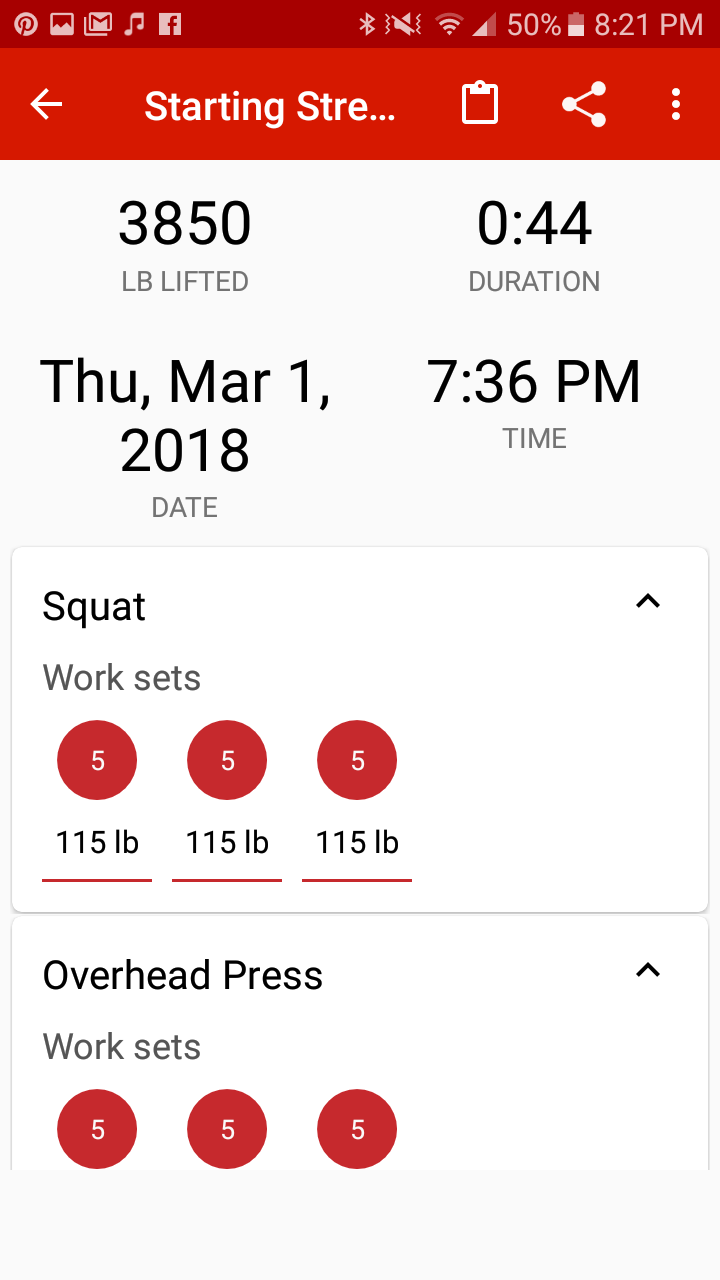 50% 8:21 PM
Starting Stre...
3850
LB LIFTED
0:44
DURATION
Thu, Mar 1,
2018
DATE
7:36 PM
TIME
Squat
Work sets
5 5 5
115 lb 115 lb 115 lb
Overhead Press
Work sets
5 5 5